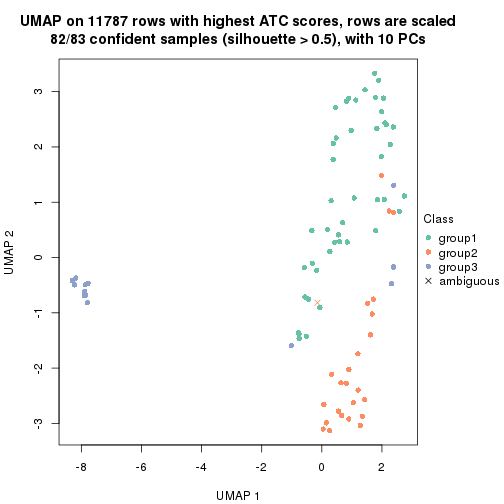 UMAP on 11787 rows with highest ATC scores, rows are scaled
82/83 confident samples (silhouette > 0.5), with 10 PCs
3
2
1
0
-1
-2
-3
UMAP 2
-8
-6
-4
-2
0
2
UMAP 1
Class
group1
group2
group3
ambiguous